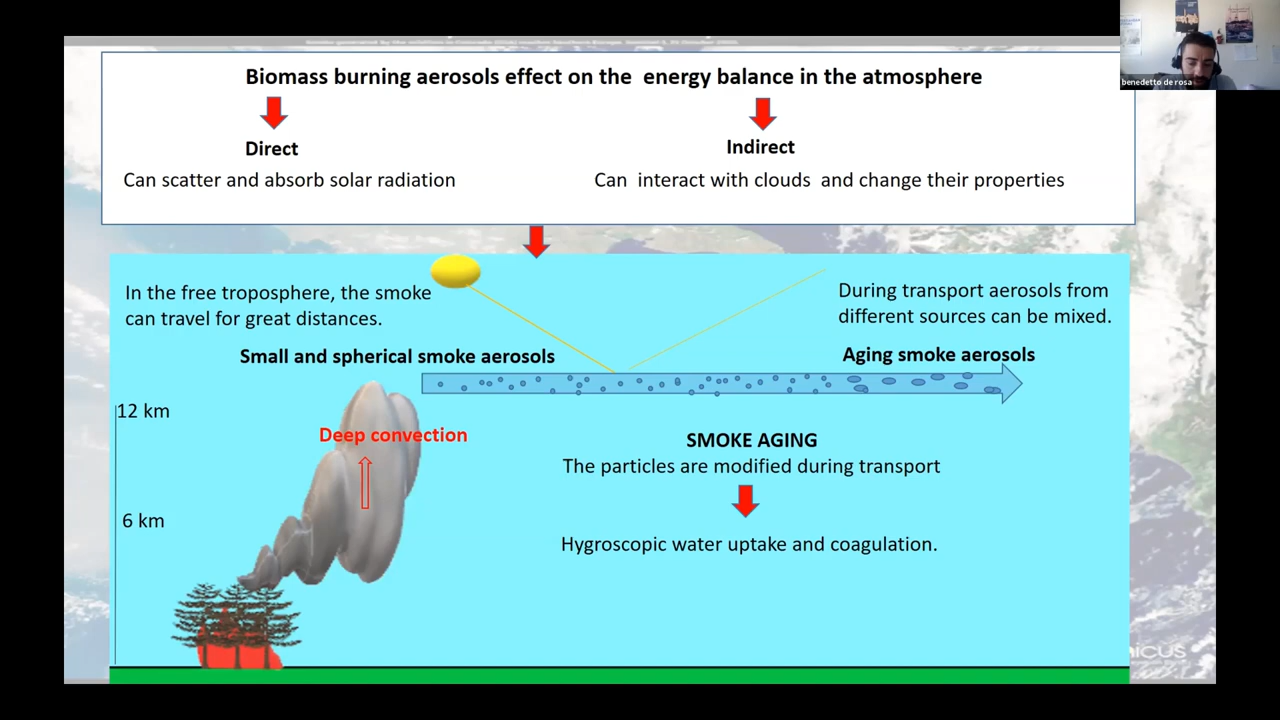 benedetto de rosa
Biomass burning aerosols effect on the energy balance in the atmosphere
Direct
Indirect
Can scatter and absorb solar radiation
Can interact with clouds and change their properties
In the free troposphere, the smoke
can travel for great distances.
During transport aerosols from
different sources can be mixed.
Small and spherical smoke aerosols
Aging smoke aerosols
12 km
Deep convection
SMOKE AGING
The particles are modified during transport
6 km
Hygroscopic water uptake and coagulation.